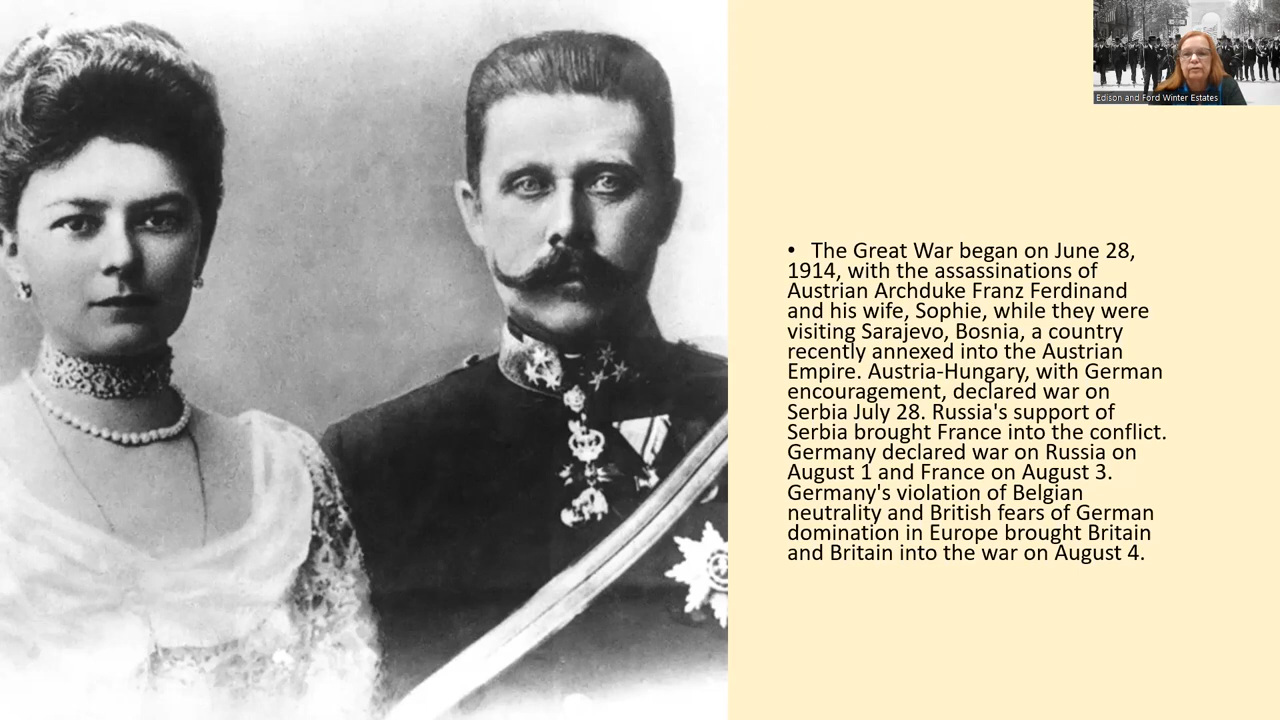 Edison and Ford Winter Estates
• The Great War began on June 28,
1914, with the assassinations of
Austrian Archduke Franz Ferdinand
and his wife, Sophie, while they were
visiting Sarajevo, Bosnia, a country
recently annexed into the Austrian
Empire. Austria-Hungary, with German
encouragement, declared war on
Serbia July 28. Russia's support of
Serbia brought France into the conflict.
Germany declared war on Russia on
August 1 and France on August 3.
Germany's violation of Belgian
neutrality and British fears of German
domination in Europe brought Britain
and Britain into the war on August 4.